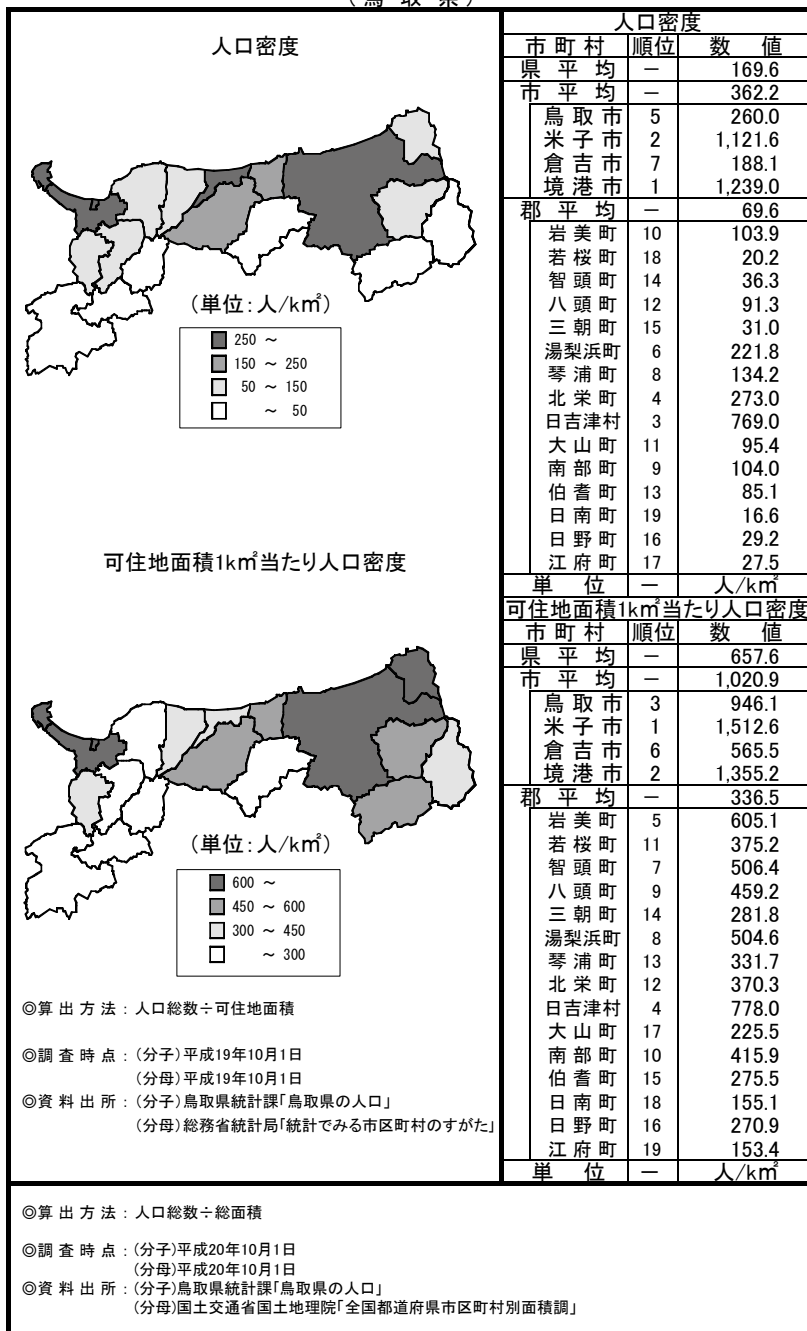 (鳥 取 県)
人口密度
(単位:人/k㎡)
250 ~
150 ~ 250
50 ~ 150
~ 50
可住地面積1k㎡当たり人口密度
(単位:人/k㎡)
600 ~
450 ~ 600
300 ~ 450
~ 300
◎算 出 方 法 : 人口総数÷可住地面積
◎調 査 時 点 : (分子)平成19年10月1日
(分母)平成19年10月1日
◎資 料 出 所 : (分子)鳥取県統計課「鳥取県の人口」
(分母)総務省統計局「統計でみる市区町村のすがた」
人口密度
市 町 村 順位 数 値
県 平 均 - 169.6
市 平 均 - 362.2
鳥 取 市 5 260.0
米 子 市 2 1,121.6
倉 吉 市 7 188.1
境 港 市 1 1,239.0
郡 平 均 - 69.6
岩 美 町 10 103.9
若 桜 町 18 20.2
智 頭 町 14 36.3
八 頭 町 12 91.3
三 朝 町 15 31.0
湯梨浜町 6 221.8
琴 浦 町 8 134.2
北 栄 町 4 273.0
日吉津村 3 769.0
大 山 町 11 95.4
南 部 町 9 104.0
伯 耆 町 13 85.1
日 南 町 19 16.6
日 野 町 16 29.2
江 府 町 17 27.5
単 位 - 人/k㎡
可住地面積1k㎡当たり人口密度
市 町 村 順位 数 値
県 平 均 - 657.6
市 平 均 - 1,020.9
鳥 取 市 3 946.1
米 子 市 1 1,512.6
倉 吉 市 6 565.5
境 港 市 2 1,355.2
郡 平 均 - 336.5
岩 美 町 5 605.1
若 桜 町 11 375.2
智 頭 町 7 506.4
八 頭 町 9 459.2
三 朝 町 14 281.8
湯梨浜町 8 504.6
琴 浦 町 13 331.7
北 栄 町 12 370.3
日吉津村 4 778.0
大 山 町 17 225.5
南 部 町 10 415.9
伯 耆 町 15 275.5
日 南 町 18 155.1
日 野 町 16 270.9
江 府 町 19 153.4
単 位 - 人/k㎡
◎算 出 方 法 : 人口総数÷総面積
◎調 査 時 点 : (分子)平成20年10月1日
(分母)平成20年10月1日
◎資 料 出 所 : (分子)鳥取県統計課「鳥取県の人口」
(分母)国土交通省国土地理院「全国都道府県市区町村別面積調」